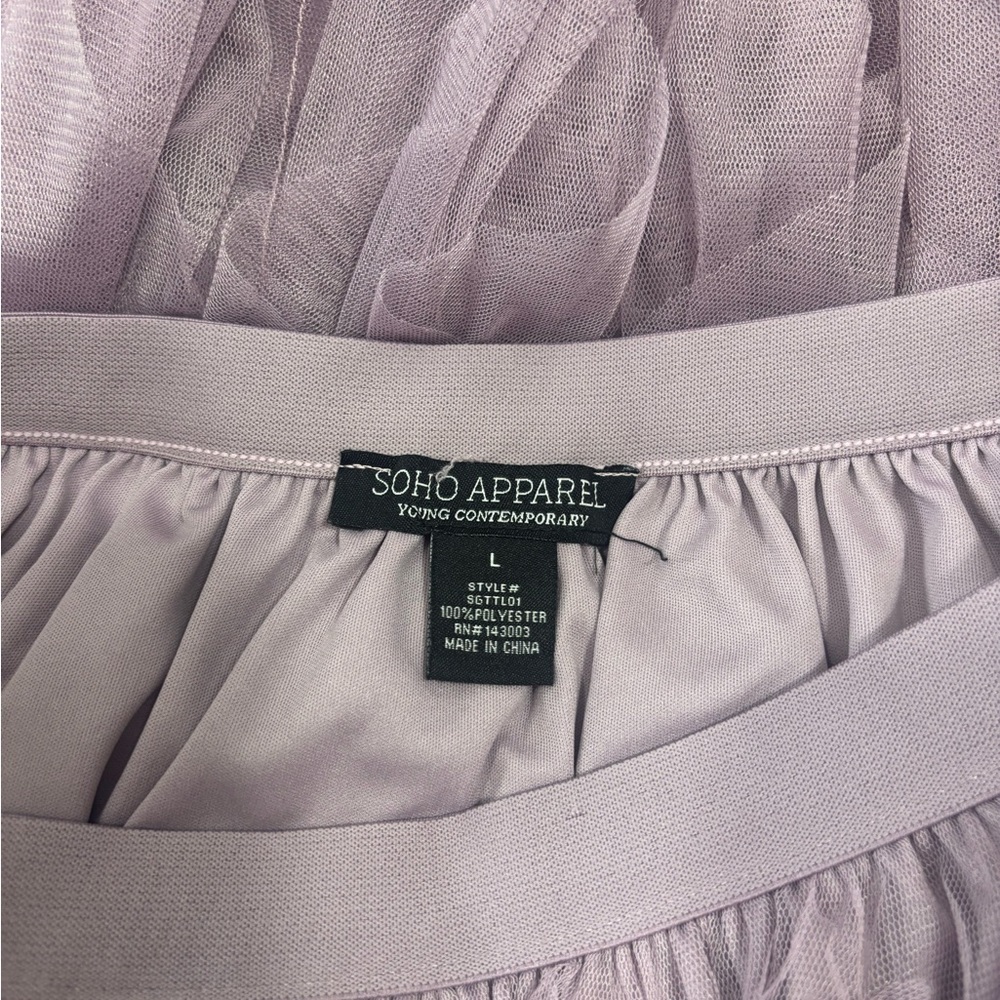 SOHO APPAREL
YOUNG CONTEMPORARY
L
STYLE#
SGTTL01
100%POLYESTER
RN#143003
MADE IN CHINA